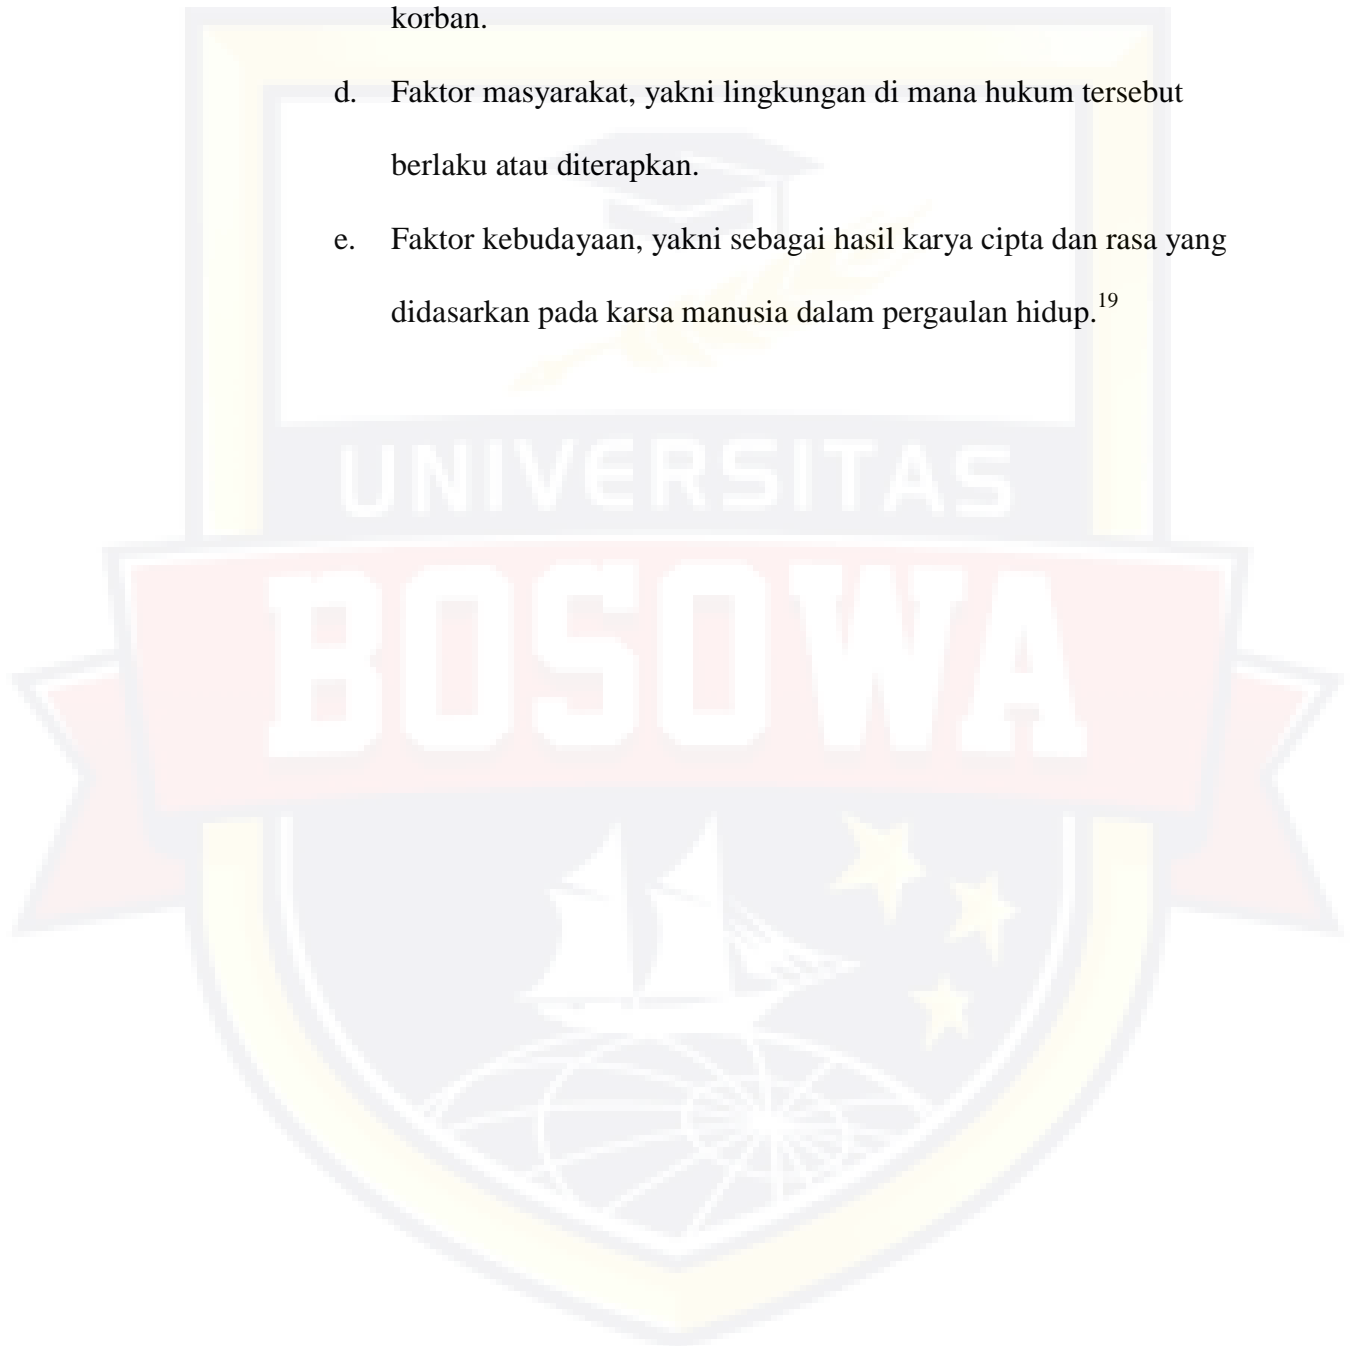 korban.
d. Faktor masyarakat, yakni lingkungan di mana hukum tersebut
berlaku atau diterapkan.
e. Faktor kebudayaan, yakni sebagai hasil karya cipta dan rasa yang
didasarkan pada karsa manusia dalam pergaulan hidup.19
UNIVERSITAS
BOSOWA